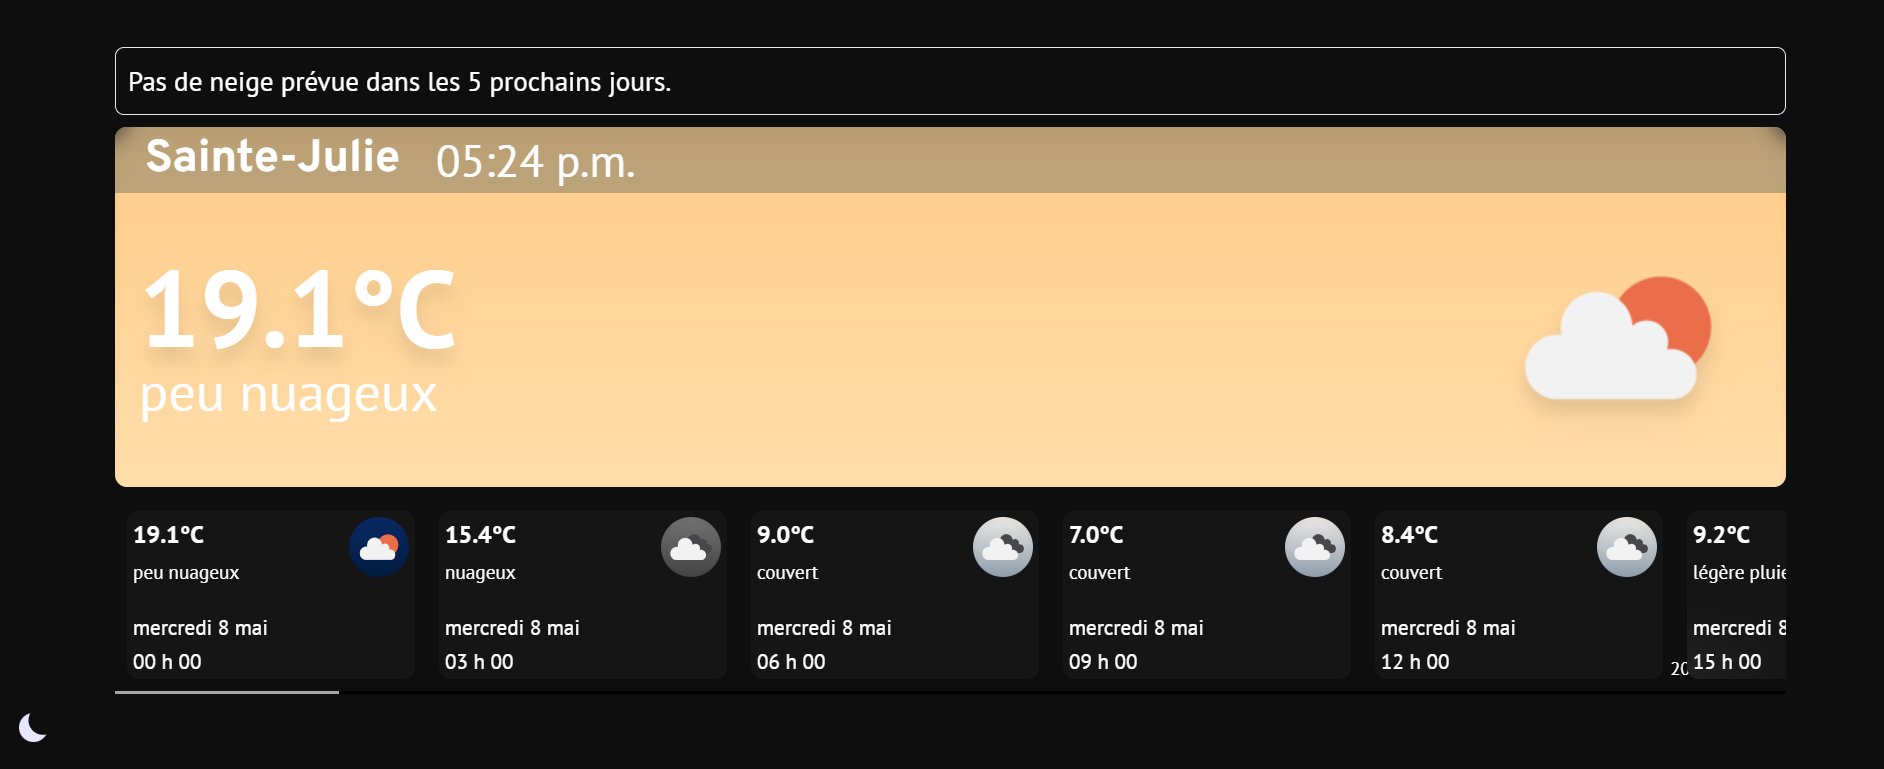 Pas de neige prévue dans les 5 prochains jours.
Sainte-Julie 05:24 p.m.
19.1°C
peu nuageux
19.1°C
peu nuageux
mercredi 8 mai
00 h 00
15.4°C
nuageux
mercredi 8 mai
03 h 00
9.0°C
couvert
mercredi 8 mai
06 h 00
7.0°C
couvert
mercredi 8 mai
09 h 00
8.4°C
couvert
mercredi 8 mai
12 h 00
20
9.2°C
légère pluie
mercredi 8
15 h 00